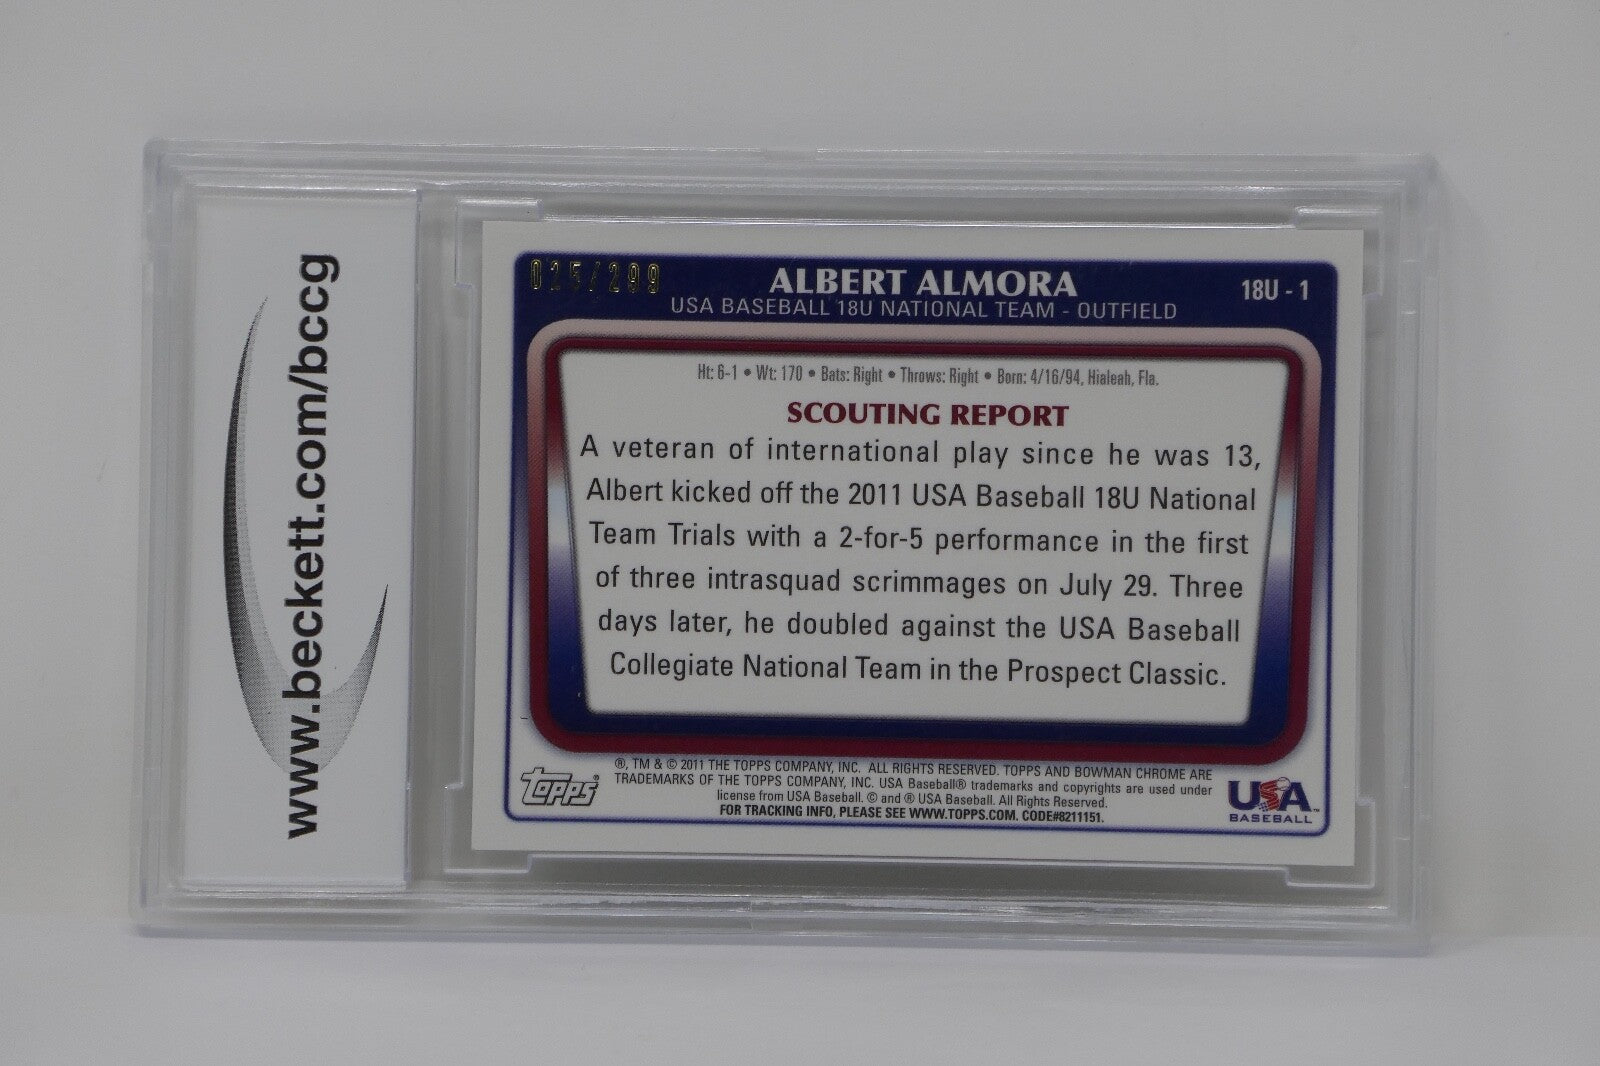 www.beckett.com/bccg
025/299
ALBERT ALMORA
18U - 1
USA BASEBALL 18U NATIONAL TEAM - OUTFIELD
Ht: 6-1 • Wt: 170 • Bats: Right • Throws: Right • Born: 4/16/94, Hialeah, Fla.
SCOUTING REPORT
A veteran of international play since he was 13,
Albert kicked off the 2011 USA Baseball 18U National
Team Trials with a 2-for-5 performance in the first
of three intrasquad scrimmages on July 29. Three
days later, he doubled against the USA Baseball
Collegiate National Team in the Prospect Classic.
Topps®
®, TM & © 2011 THE TOPPS COMPANY, INC. ALL RIGHTS RESERVED. TOPPS AND BOWMAN CHROME ARE
TRADEMARKS OF THE TOPPS COMPANY, INC. USA Baseball® trademarks and copyrights are used under
license from USA Baseball. © and ® USA Baseball. All Rights Reserved.
FOR TRACKING INFO, PLEASE SEE WWW.TOPPS.COM. CODE#8211151.
USA
BASEBALL™